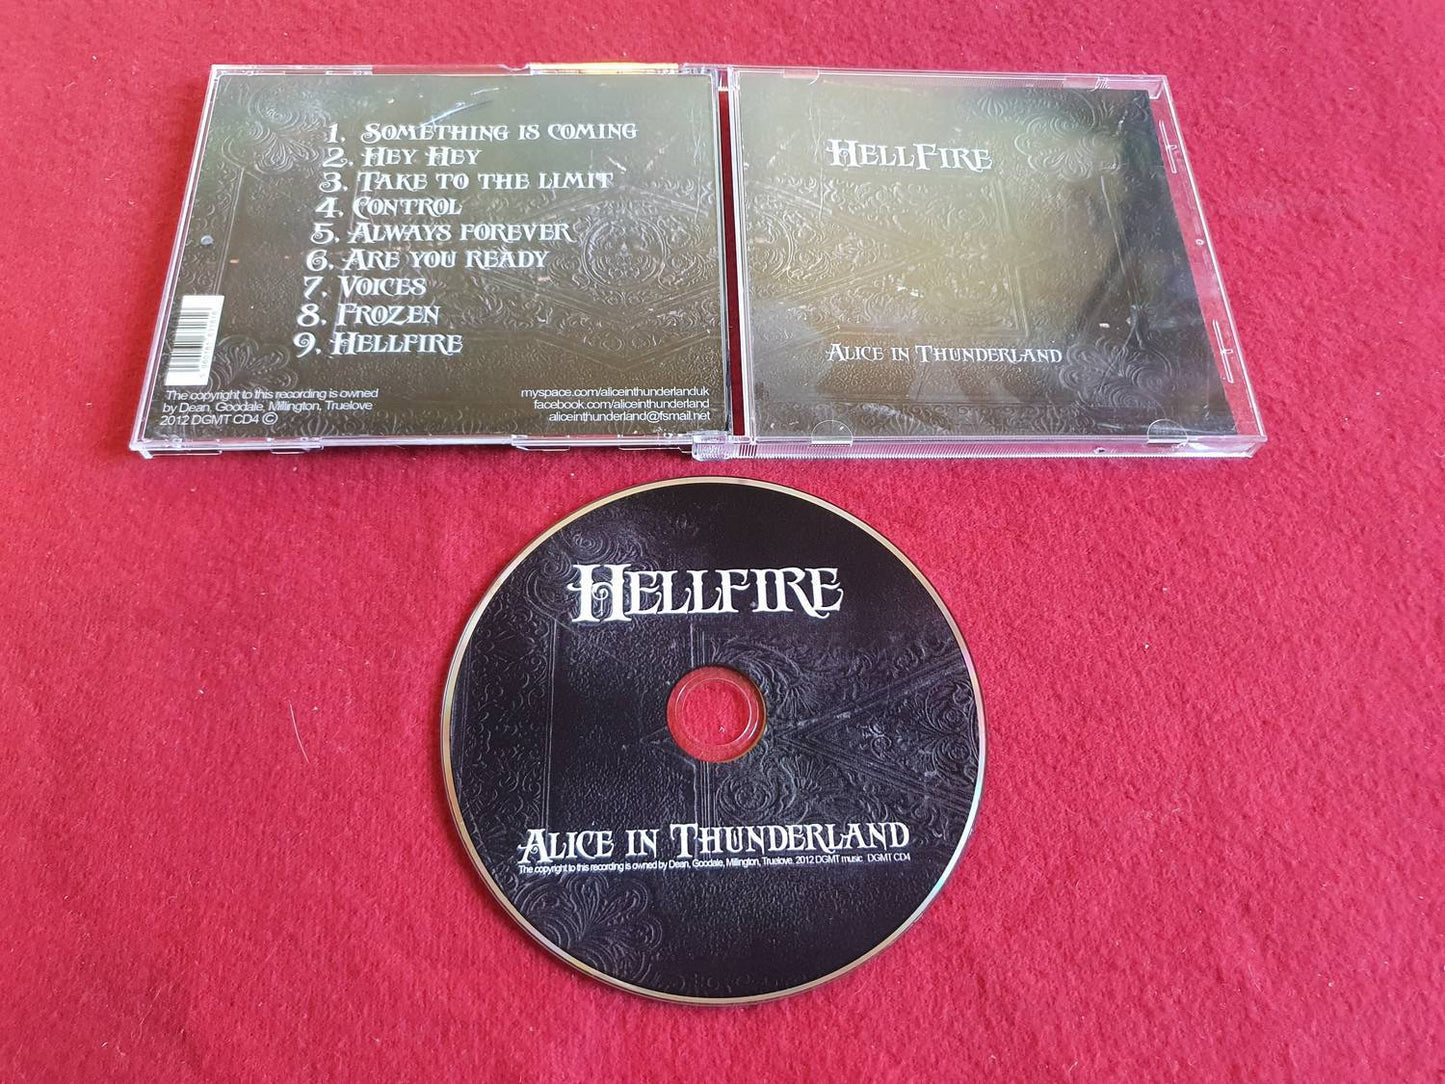 1. Something is coming
2. Hey Hey
3. Take to the limit
4. Control
5. Always forever
6. Are you ready
7. Voices
8. Frozen
9. Hellfire
The copyright to this recording is owned
by Dean, Goodale, Millington, Truelove
2012 DGMT CD4 ©
myspace.com/aliceinthunderlanduk
facebook.com/aliceinthunderland
aliceinthunderland@fsmail.net
HellFire
Alice in Thunderland
Hellfire
Alice in Thunderland
The copyright to this recording is owned by Dean, Goodale, Millington, Truelove, 2012 DGMT music DGMT CD4